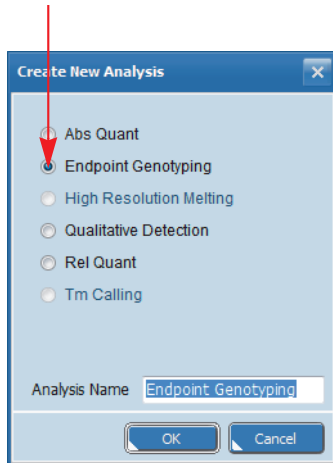 Create New Analysis
Abs Quant
Endpoint Genotyping
High Resolution Melting
Qualitative Detection
Rel Quant
Tm Calling
Analysis Name Endpoint Genotyping
OK Cancel